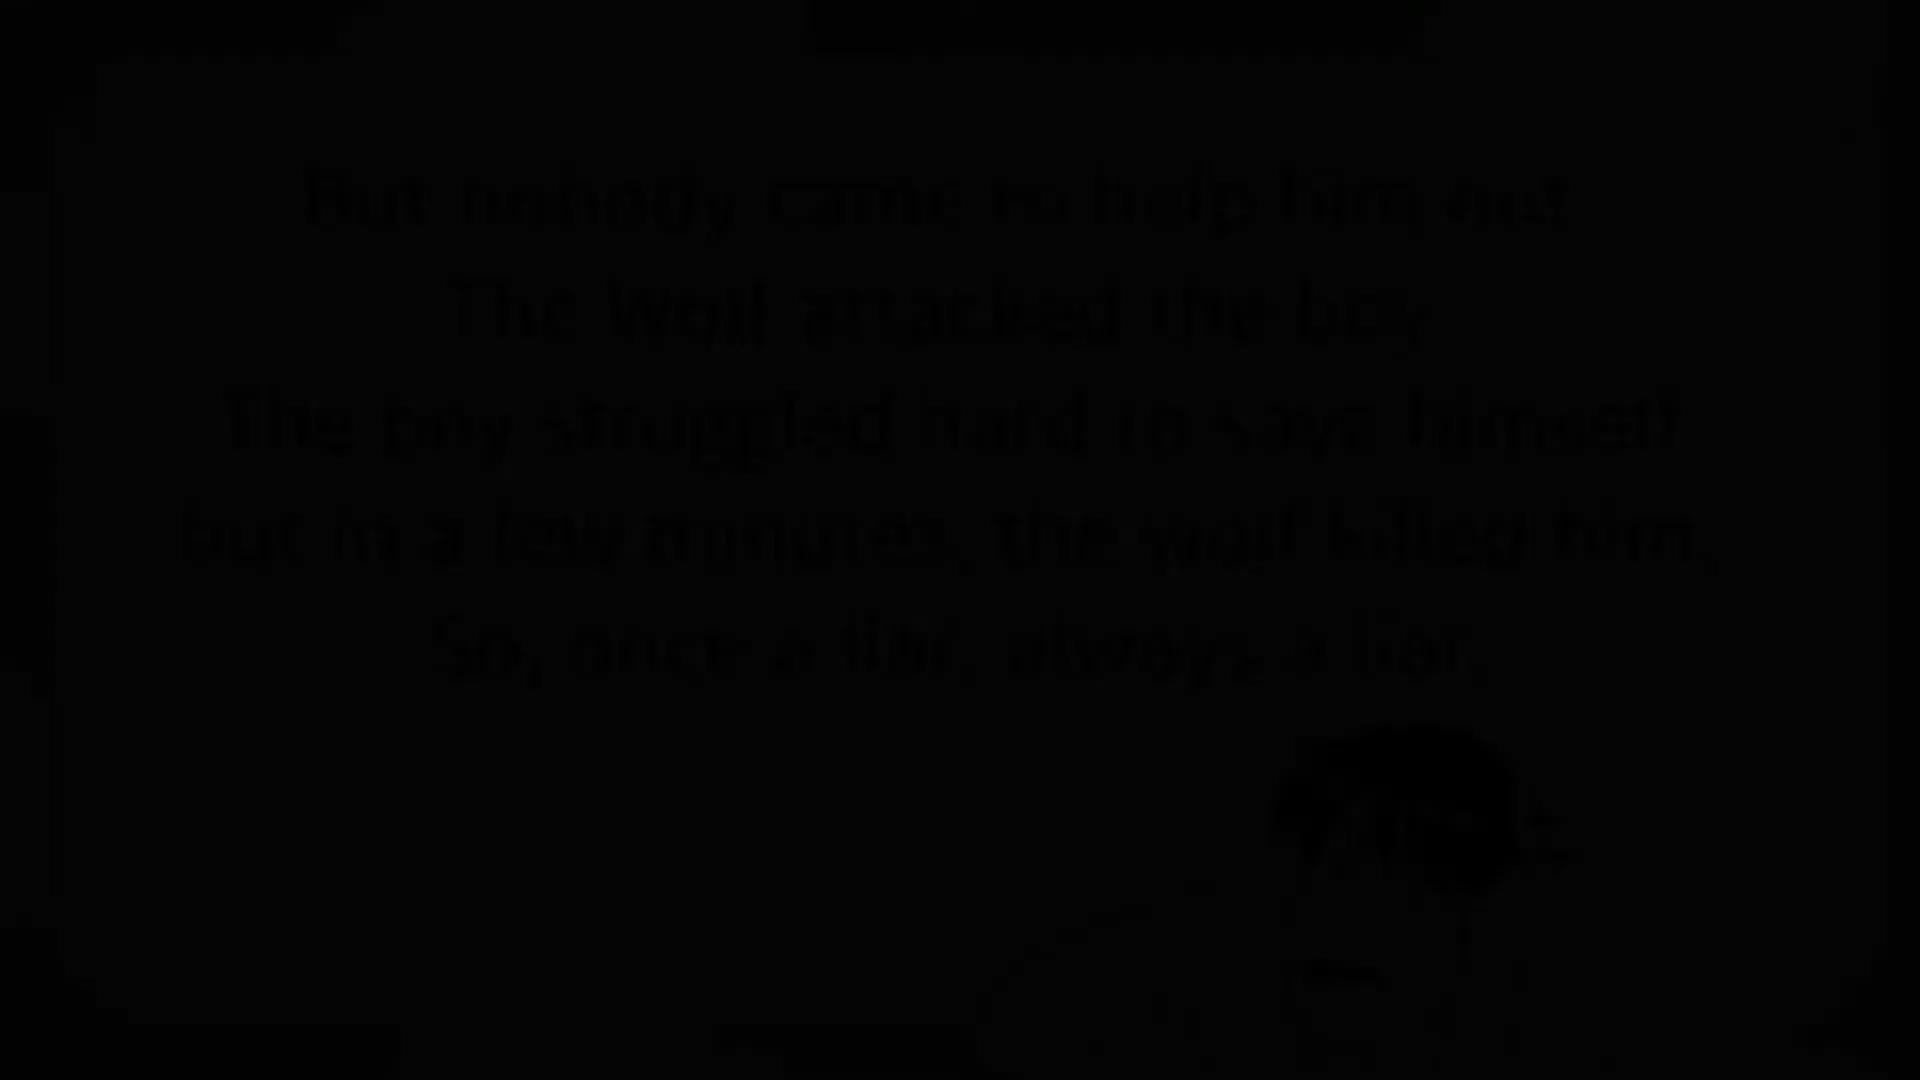 But nobody came to help him out
The Wolf attacked the boy
The boy struggled hard to save himself
But in a few minutes, the wolf killed him,
So, once a liar, always a liar.